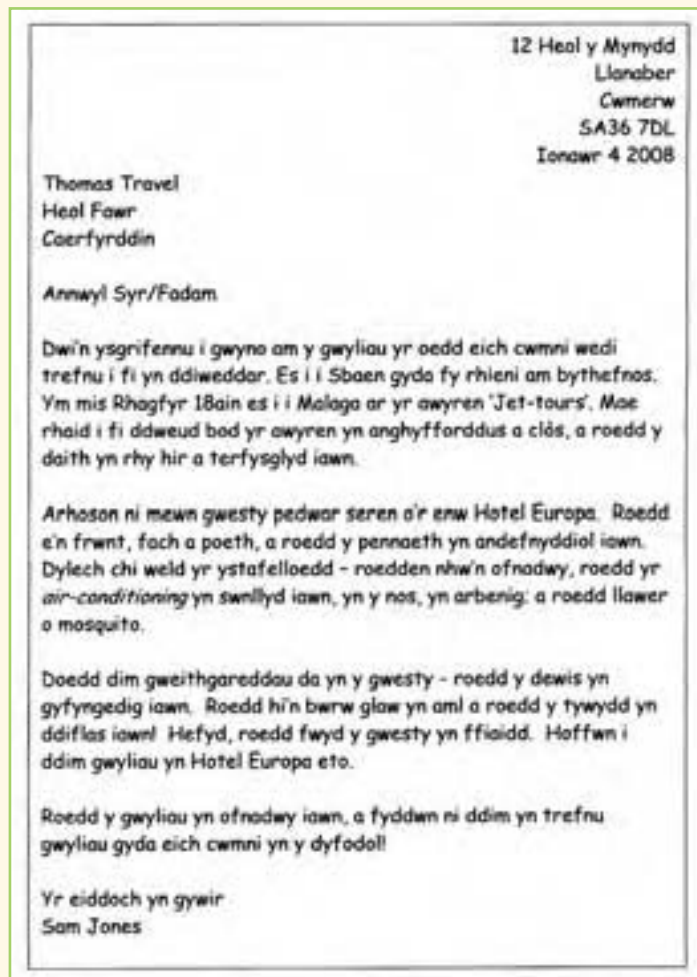 12 Heol y Mynydd
Llanaber
Cwmerw
SA36 7DL
Ionawr 4 2008
Thomas Travel
Heol Fawr
Caerfyrddin
Annwyl Syr/Fadam
Dwi'n ysgrifennu i gwyno am y gwyliau yr oedd eich cwmni wedi
trefnu i fi yn ddiweddar. Es i i Sbaen gyda fy rhieni am bythefnos.
Ym mis Rhagfyr 18ain es i i Malaga ar yr awyren 'Jet-tours'. Mae
rhaid i fi ddweud bod yr awyren yn anghyfforddus a clòs, a roedd y
daith yn rhy hir a terfysglyd iawn.
Arhoson ni mewn gwesty pedwar seren o'r enw Hotel Europa. Roedd
e'n frwnt, fach a poeth, a roedd y pennaeth yn andefnyddiol iawn.
Dylech chi weld yr ystafelloedd - roedden nhw'n ofnadwy, roedd yr
air-conditioning yn swnllyd iawn, yn y nos, yn arbenig: a roedd llawer
o mosquito.
Doedd dim gweithgareddau da yn y gwesty - roedd y dewis yn
gyfyngedig iawn. Roedd hi'n bwrw glaw yn aml a roedd y tywydd yn
ddiflas iawn! Hefyd, roedd fwyd y gwesty yn ffiaidd. Hoffwn i
ddim gwyliau yn Hotel Europa eto.
Roedd y gwyliau yn ofnadwy iawn, a fyddwn ni ddim yn trefnu
gwyliau gyda eich cwmni yn y dyfodol!
Yr eiddoch yn gywir
Sam Jones